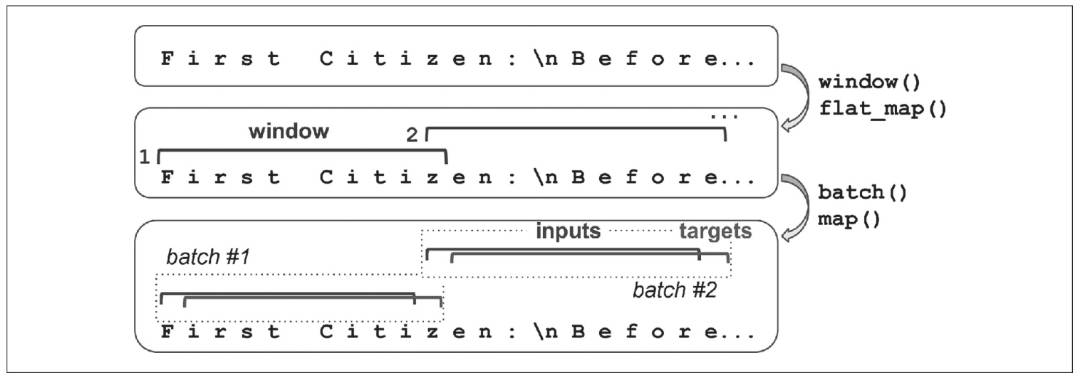 F i r s t   C i t i z e n : \n B e f o r e...
window()
flat_map()
...
window
2
1
F i r s t   C i t i z e n : \n B e f o r e...
batch()
map()
inputs
targets
batch #1
batch #2
F i r s t   C i t i z e n : \n B e f o r e...